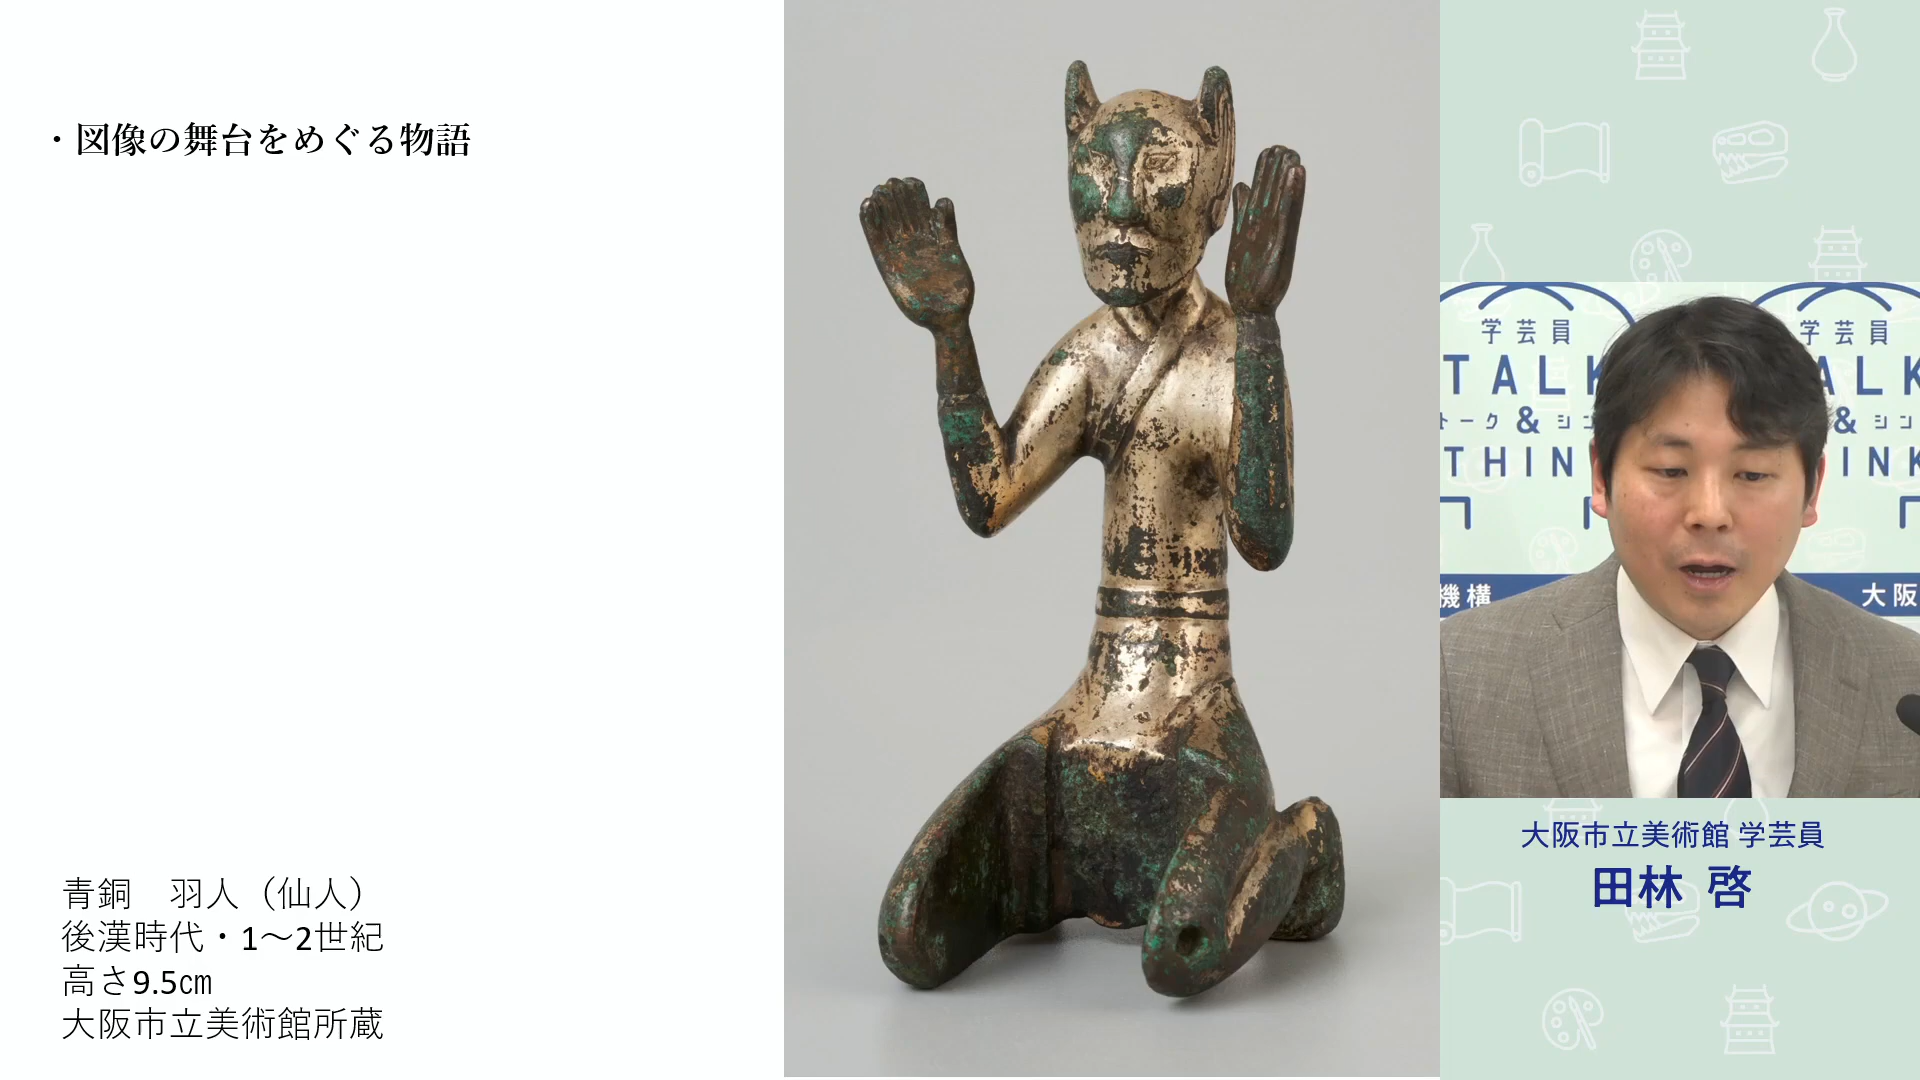 ・図像の舞台をめぐる物語
青銅　羽人（仙人）
後漢時代・1～2世紀
高さ9.5㎝
大阪市立美術館所蔵
学芸員
TALK
トーク & シン
THIN
機構
学芸員
ALK
& シン
INK
大阪
大阪市立美術館 学芸員
田林 啓